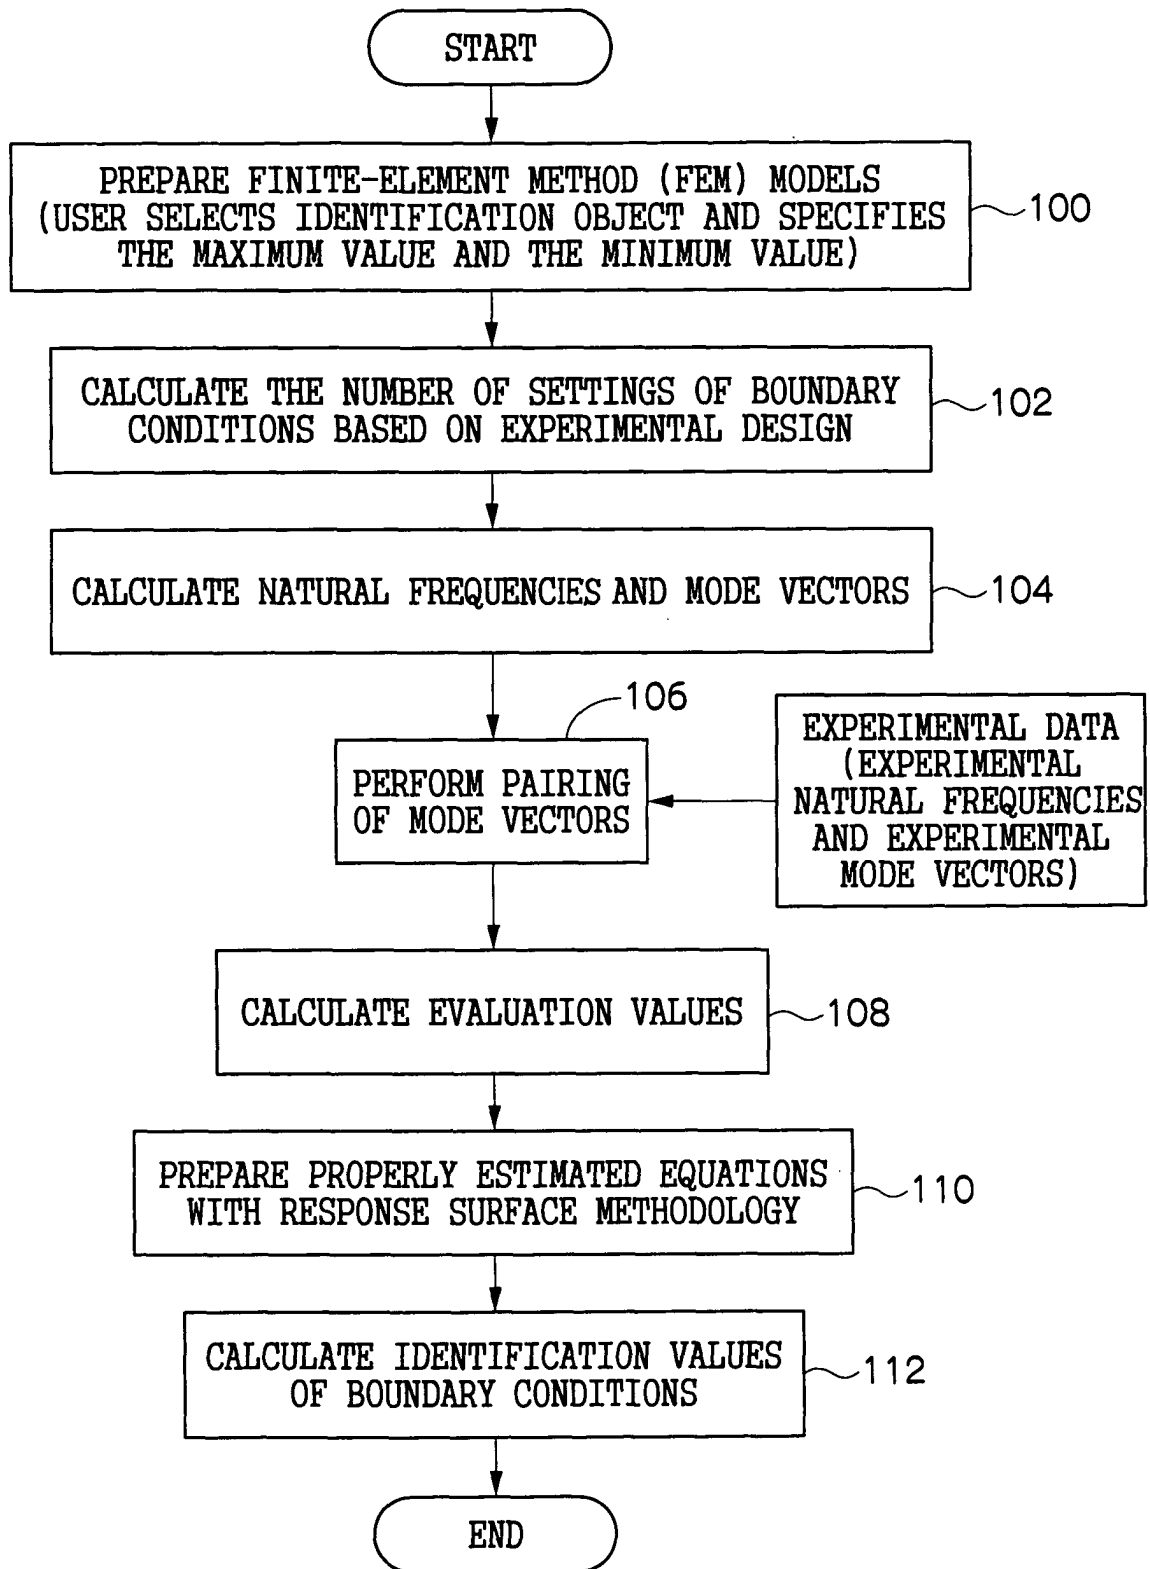 START
PREPARE FINITE-ELEMENT METHOD (FEM) MODELS
(USER SELECTS IDENTIFICATION OBJECT AND SPECIFIES
THE MAXIMUM VALUE AND THE MINIMUM VALUE)
100
CALCULATE THE NUMBER OF SETTINGS OF BOUNDARY
CONDITIONS BASED ON EXPERIMENTAL DESIGN
102
CALCULATE NATURAL FREQUENCIES AND MODE VECTORS
104
106
PERFORM PAIRING
OF MODE VECTORS
EXPERIMENTAL DATA
(EXPERIMENTAL
NATURAL FREQUENCIES
AND EXPERIMENTAL
MODE VECTORS)
CALCULATE EVALUATION VALUES
108
PREPARE PROPERLY ESTIMATED EQUATIONS
WITH RESPONSE SURFACE METHODOLOGY
110
CALCULATE IDENTIFICATION VALUES
OF BOUNDARY CONDITIONS
112
END